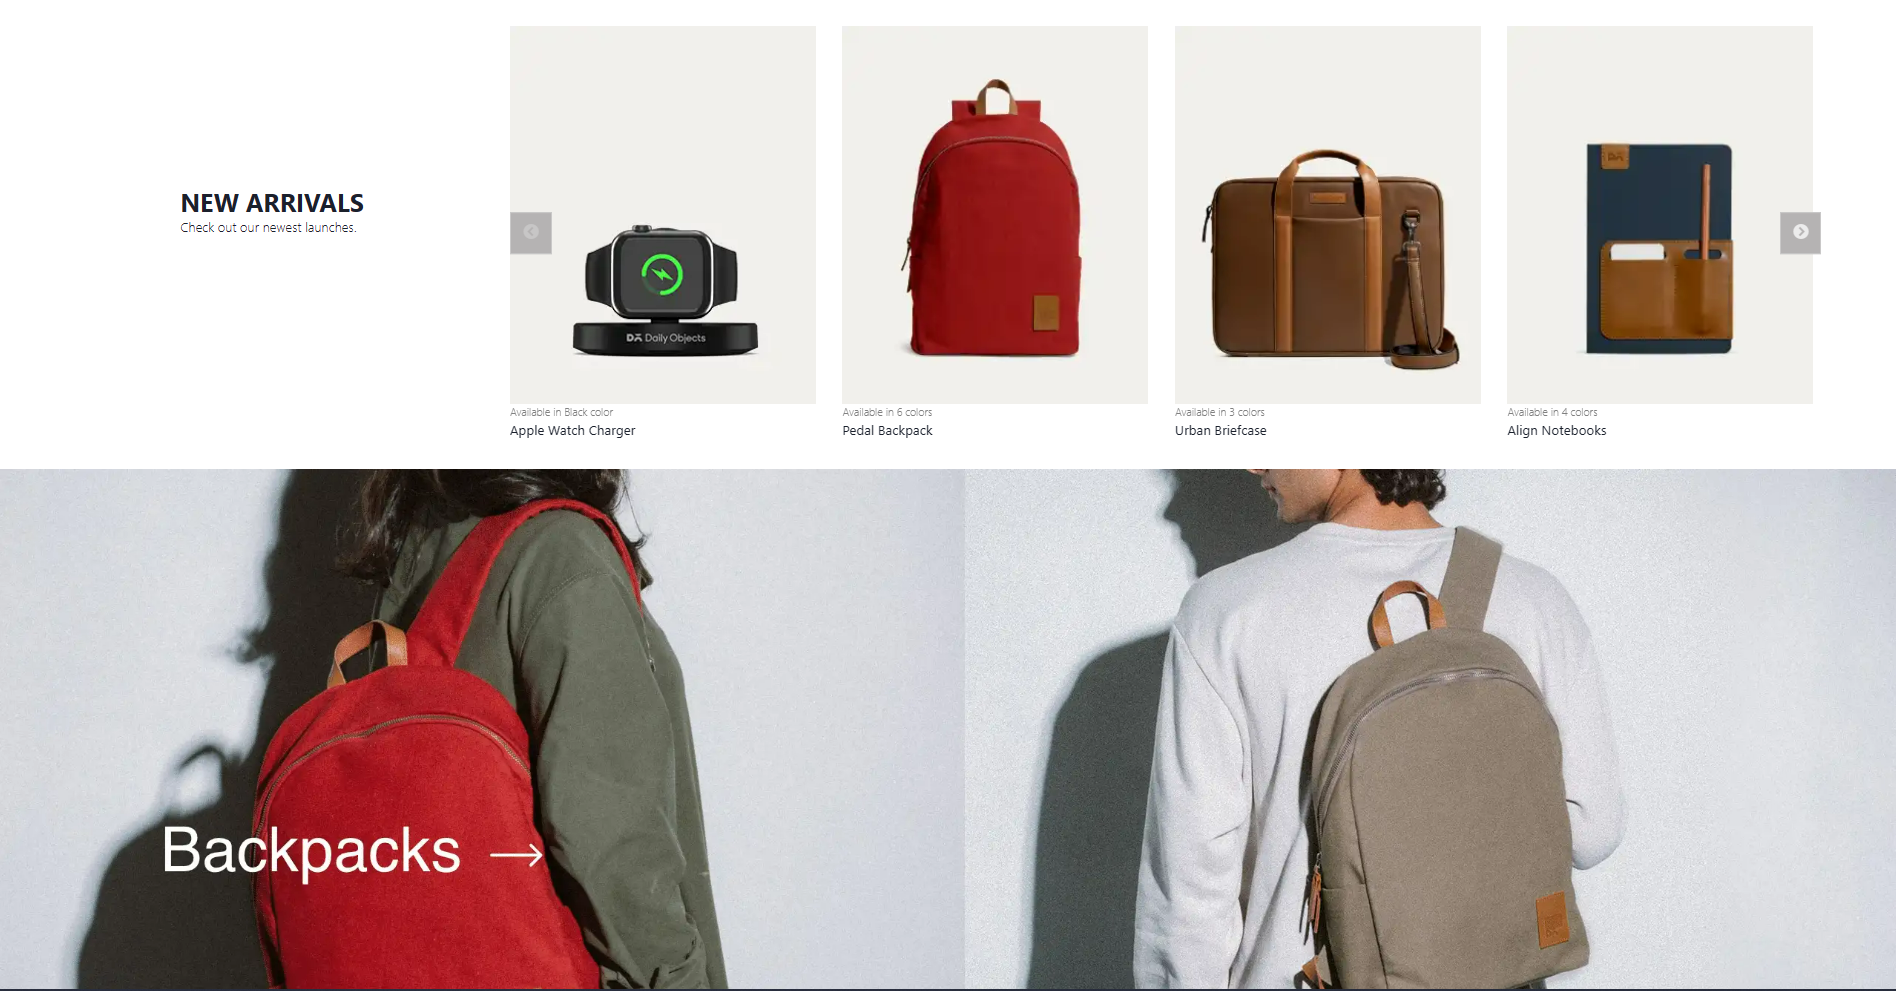 NEW ARRIVALS
Check out our newest launches.
Daily Objects
Available in Black color
Apple Watch Charger
Available in 6 colors
Pedal Backpack
Available in 3 colors
Urban Briefcase
Available in 4 colors
Align Notebooks
Backpacks